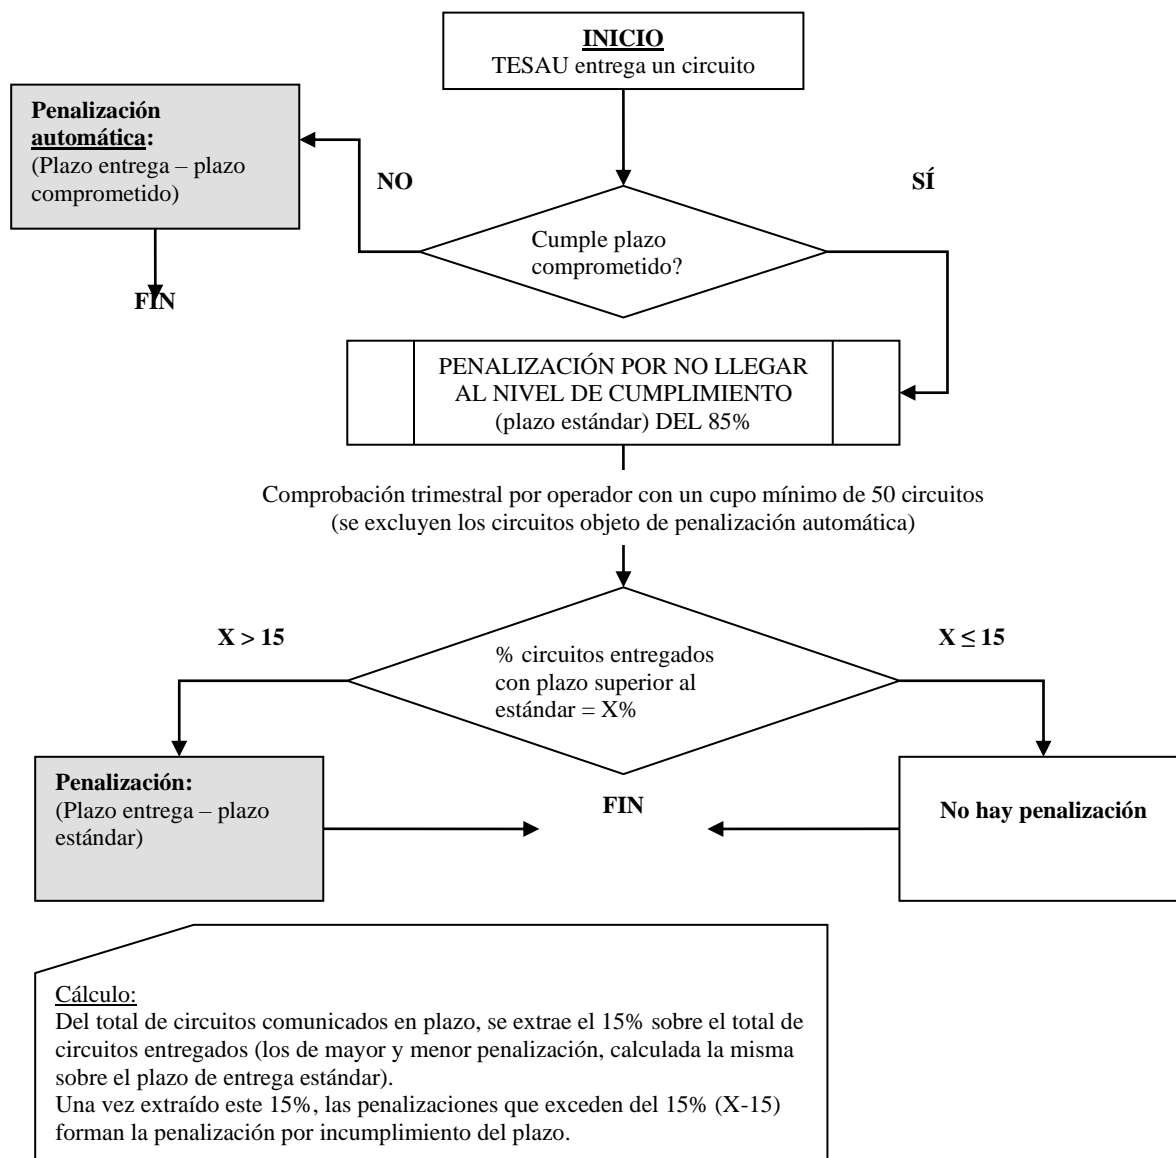 INICIO
TESAU entrega un circuito
Penalización
automática:
(Plazo entrega – plazo
comprometido)
NO
SÍ
Cumple plazo
comprometido?
FIN
PENALIZACIÓN POR NO LLEGAR
AL NIVEL DE CUMPLIMIENTO
(plazo estándar) DEL 85%
Comprobación trimestral por operador con un cupo mínimo de 50 circuitos
(se excluyen los circuitos objeto de penalización automática)
X > 15
X ≤ 15
% circuitos entregados
con plazo superior al
estándar = X%
Penalización:
(Plazo entrega – plazo
estándar)
FIN
No hay penalización
Cálculo:
Del total de circuitos comunicados en plazo, se extrae el 15% sobre el total de
circuitos entregados (los de mayor y menor penalización, calculada la misma
sobre el plazo de entrega estándar).
Una vez extraído este 15%, las penalizaciones que exceden del 15% (X-15)
forman la penalización por incumplimiento del plazo.